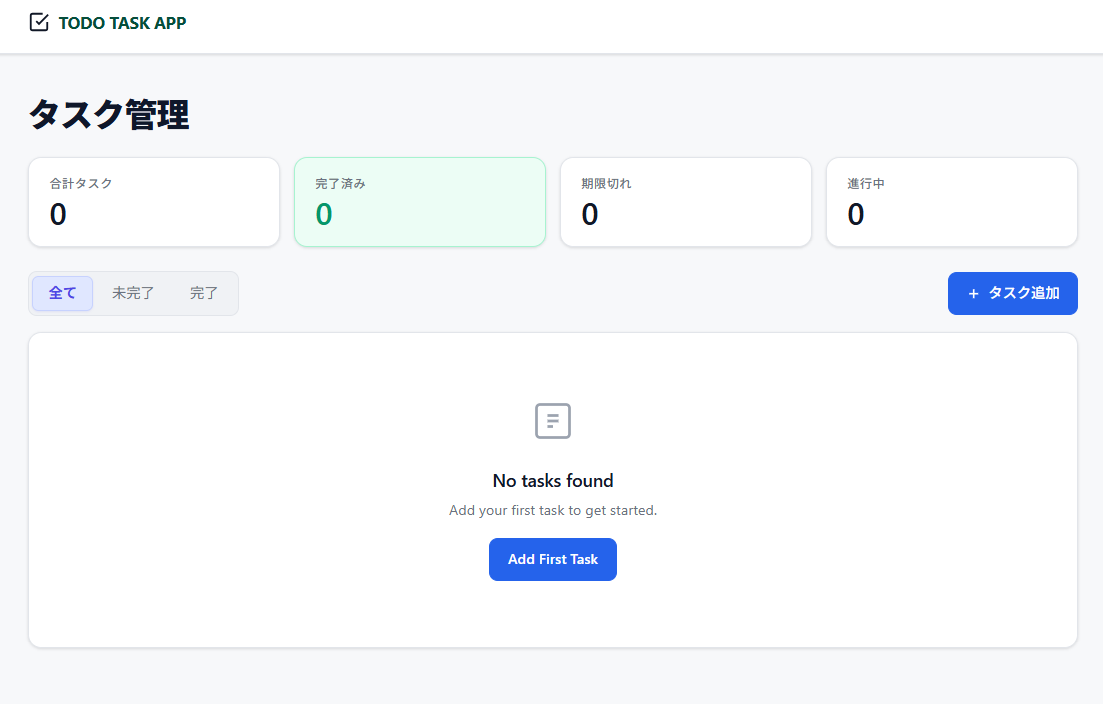 TODO TASK APP
タスク管理
合計タスク
0
完了済み
0
期限切れ
0
進行中
0
全て 未完了 完了
+ タスク追加
No tasks found
Add your first task to get started.
Add First Task